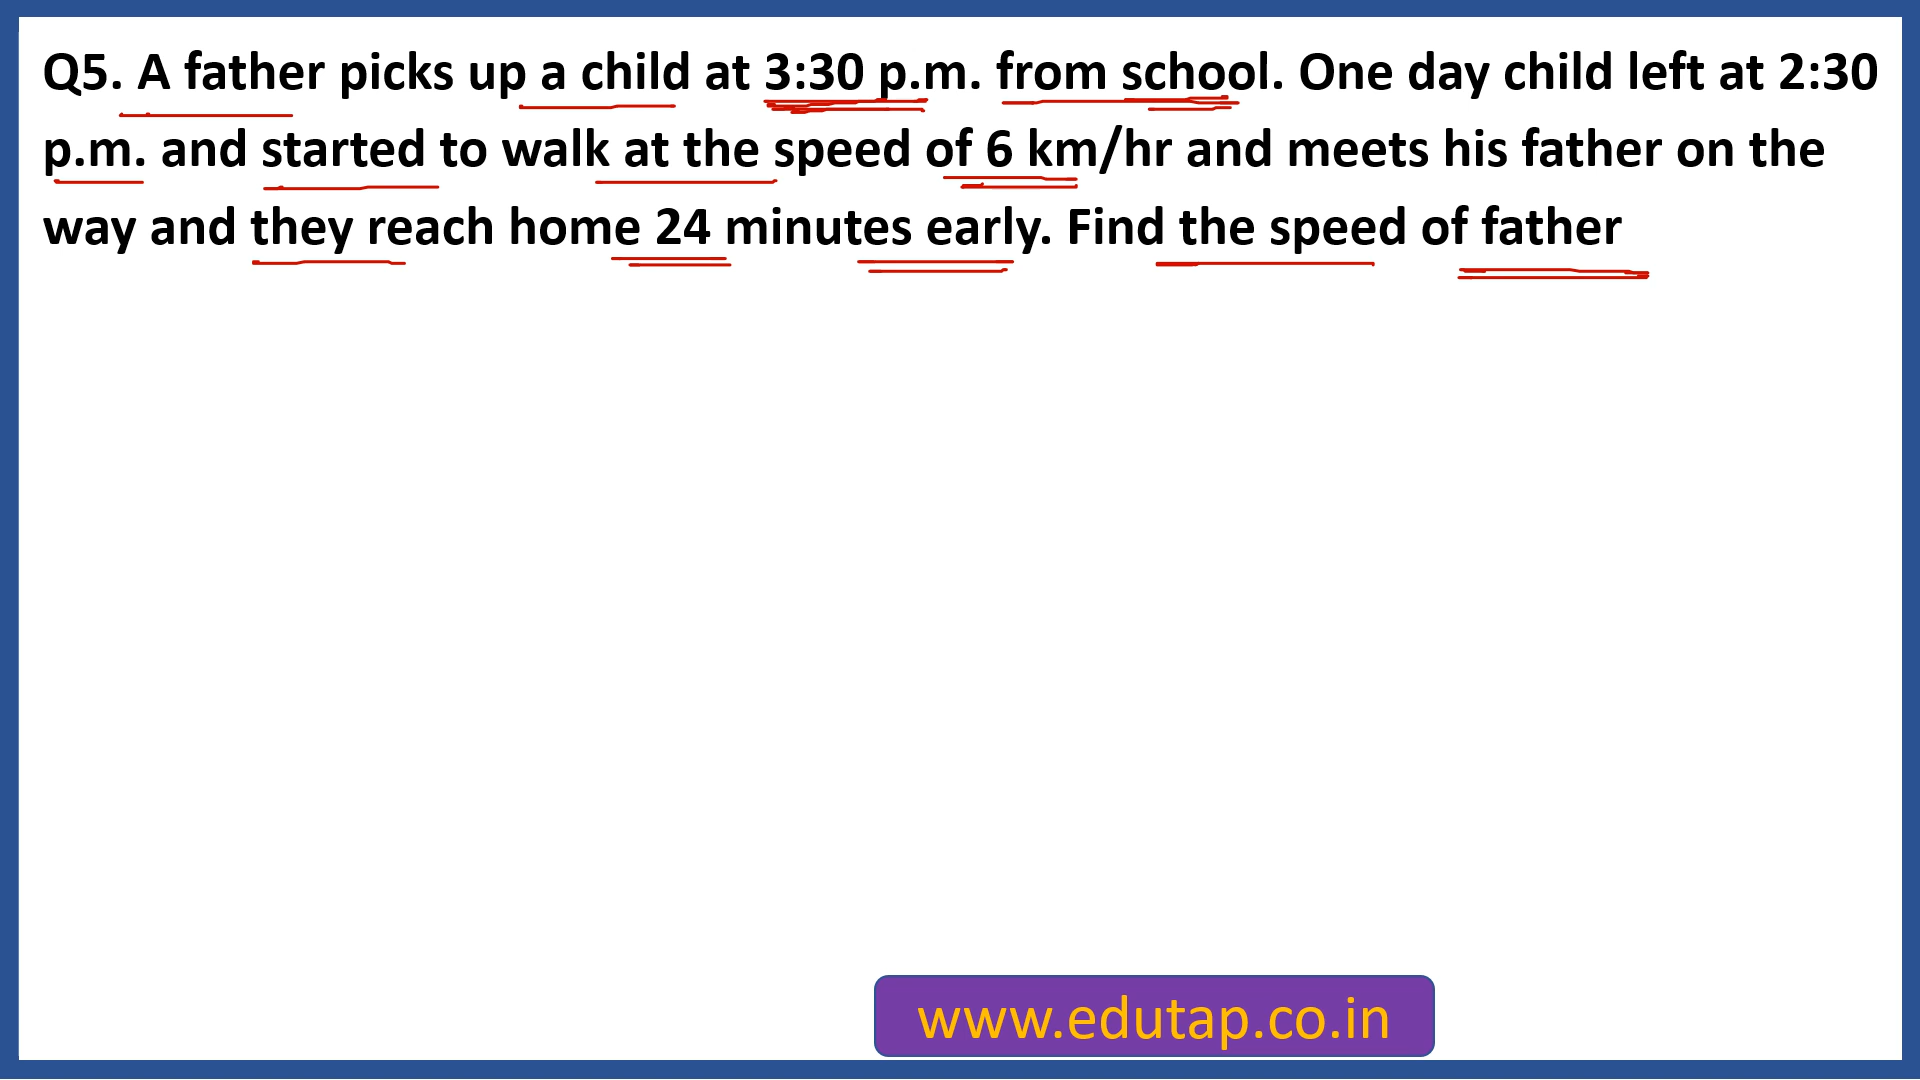 Q5. A father picks up a child at 3:30 p.m. from school. One day child left at 2:30
p.m. and started to walk at the speed of 6 km/hr and meets his father on the
way and they reach home 24 minutes early. Find the speed of father
www.edutap.co.in